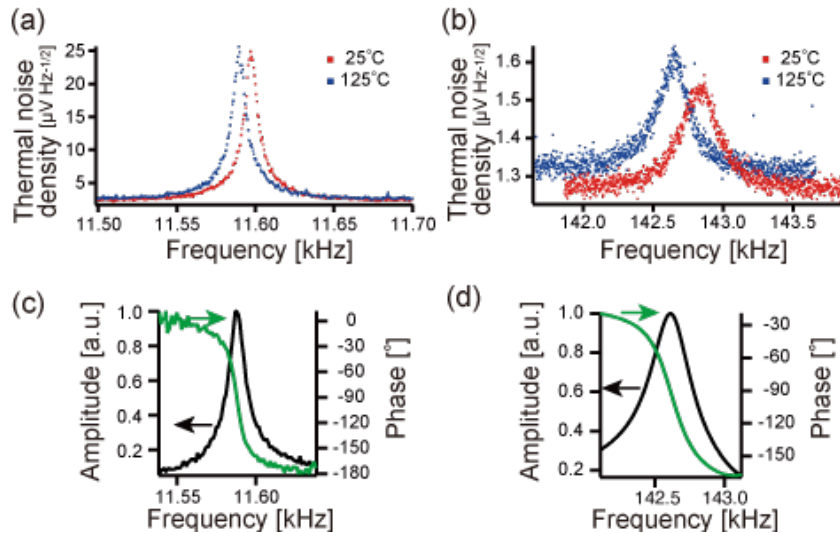 (a)
Thermal noise
density [µV Hz-1/2]
25
20
15
10
5
25°C
125°C
11.50
11.55
11.60
11.65
11.70
Frequency [kHz]
(b)
Thermal noise
density [µV Hz-1/2]
1.6
1.5
1.4
1.3
25°C
125°C
142.0
142.5
143.0
143.5
Frequency [kHz]
(c)
Amplitude [a.u.]
1.0
0.8
0.6
0.4
0.2
0
-30
-60
-90
-120
-150
-180
Phase [°]
11.55
11.60
Frequency [kHz]
(d)
Amplitude [a.u.]
1.0
0.8
0.6
0.4
0.2
-30
-60
-90
-120
-150
Phase [°]
142.5
143.0
Frequency [kHz]